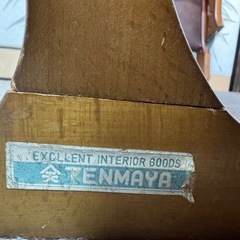 EXCLLENT INTERIOR GOODS
TENMAYA